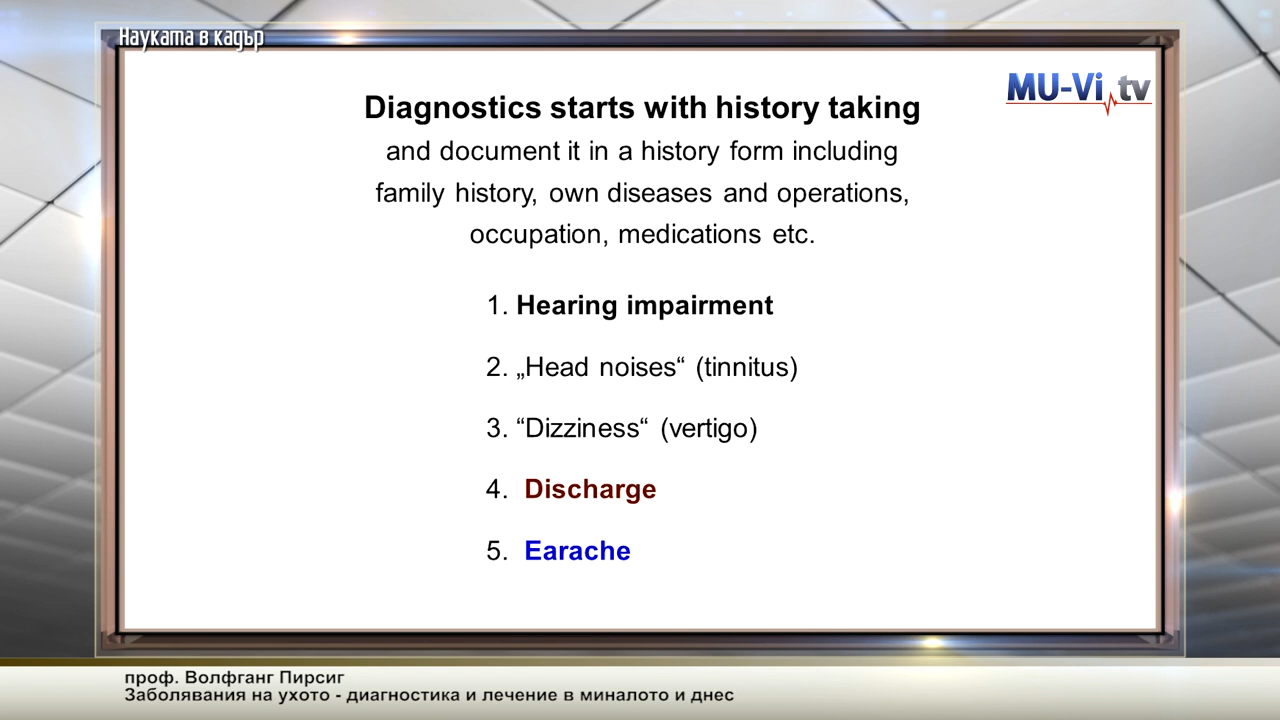 Науката в кадър
MU-Vi.tv
Diagnostics starts with history taking
and document it in a history form including
family history, own diseases and operations,
occupation, medications etc.
1. Hearing impairment
2. „Head noises“ (tinnitus)
3. “Dizziness“ (vertigo)
4. Discharge
5. Earache
проф. Волфганг Пирсиг
Заболявания на ухото - диагностика и лечение в миналото и днес